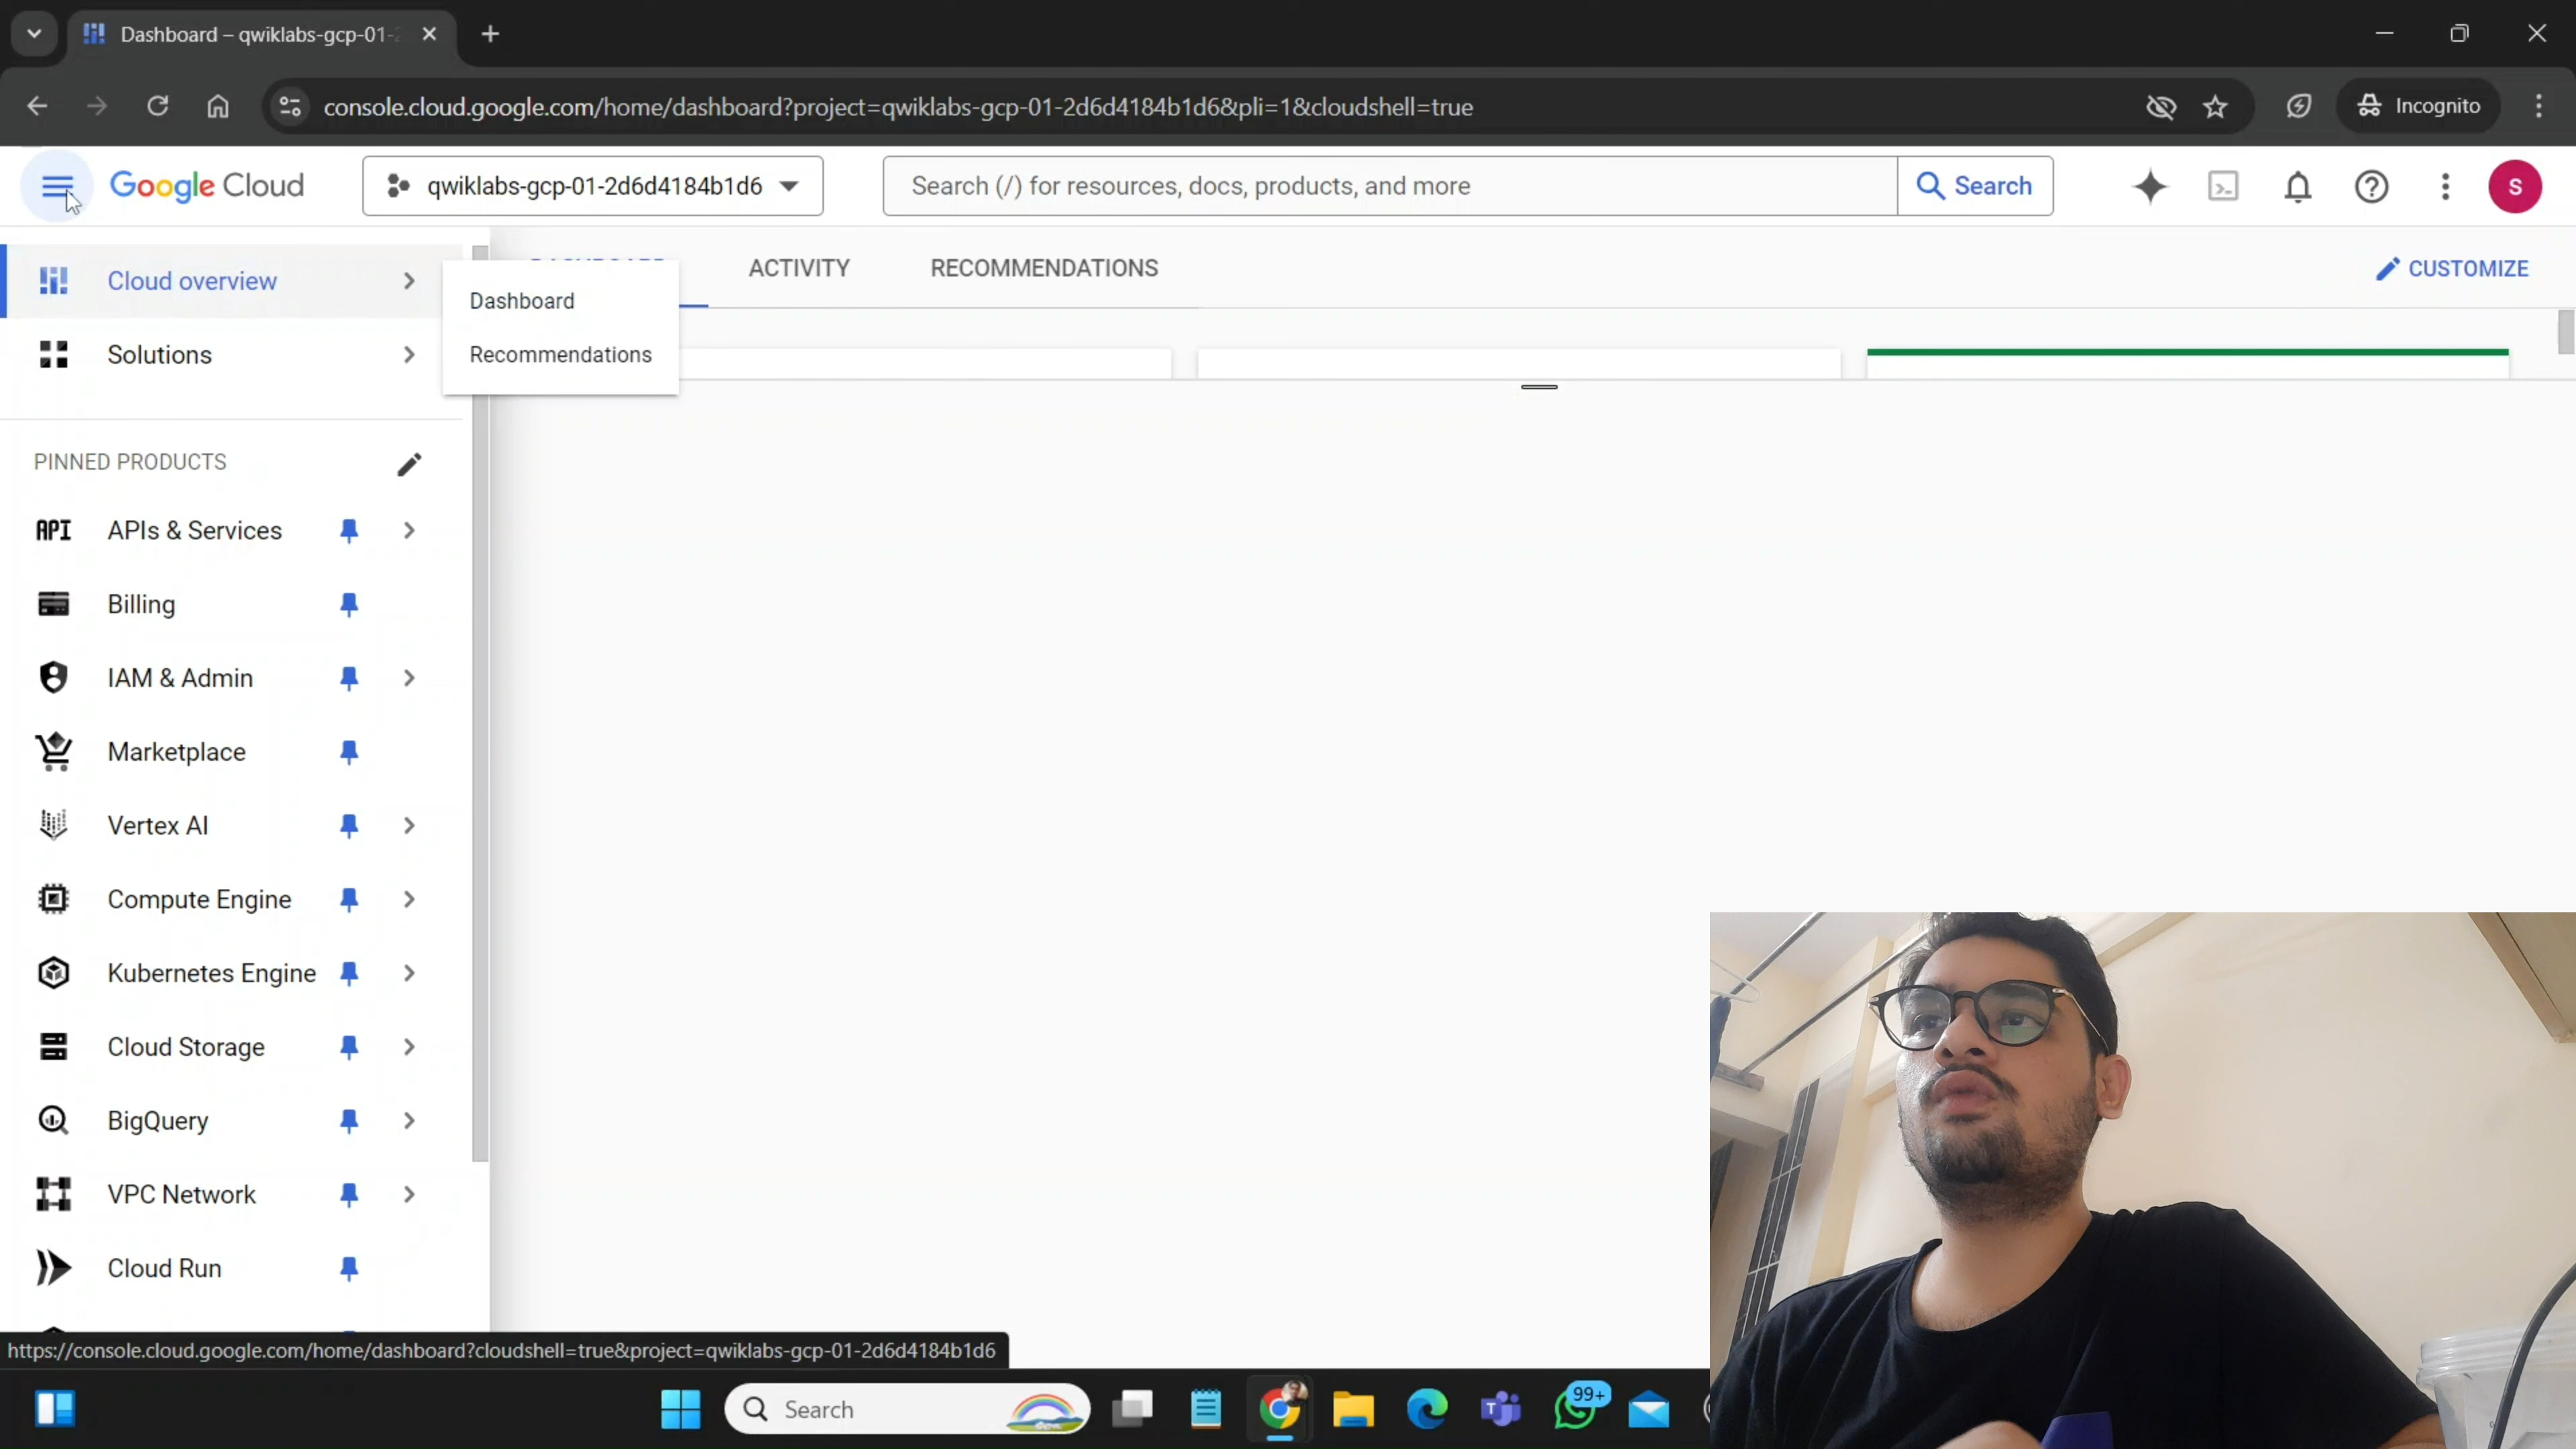 Dashboard – qwiklabs-gcp-01-
console.cloud.google.com/home/dashboard?project=qwiklabs-gcp-01-2d6d4184b1d6&pli=1&cloudshell=true
Incognito
Google Cloud
qwiklabs-gcp-01-2d6d4184b1d6
Search (/) for resources, docs, products, and more
Search
S
Cloud overview
Solutions
Dashboard
Recommendations
ACTIVITY
RECOMMENDATIONS
CUSTOMIZE
PINNED PRODUCTS
API
APIs & Services
Billing
IAM & Admin
Marketplace
Vertex AI
Compute Engine
Kubernetes Engine
Cloud Storage
BigQuery
VPC Network
Cloud Run
https://console.cloud.google.com/home/dashboard?cloudshell=true&project=qwiklabs-gcp-01-2d6d4184b1d6
Search
T
99+